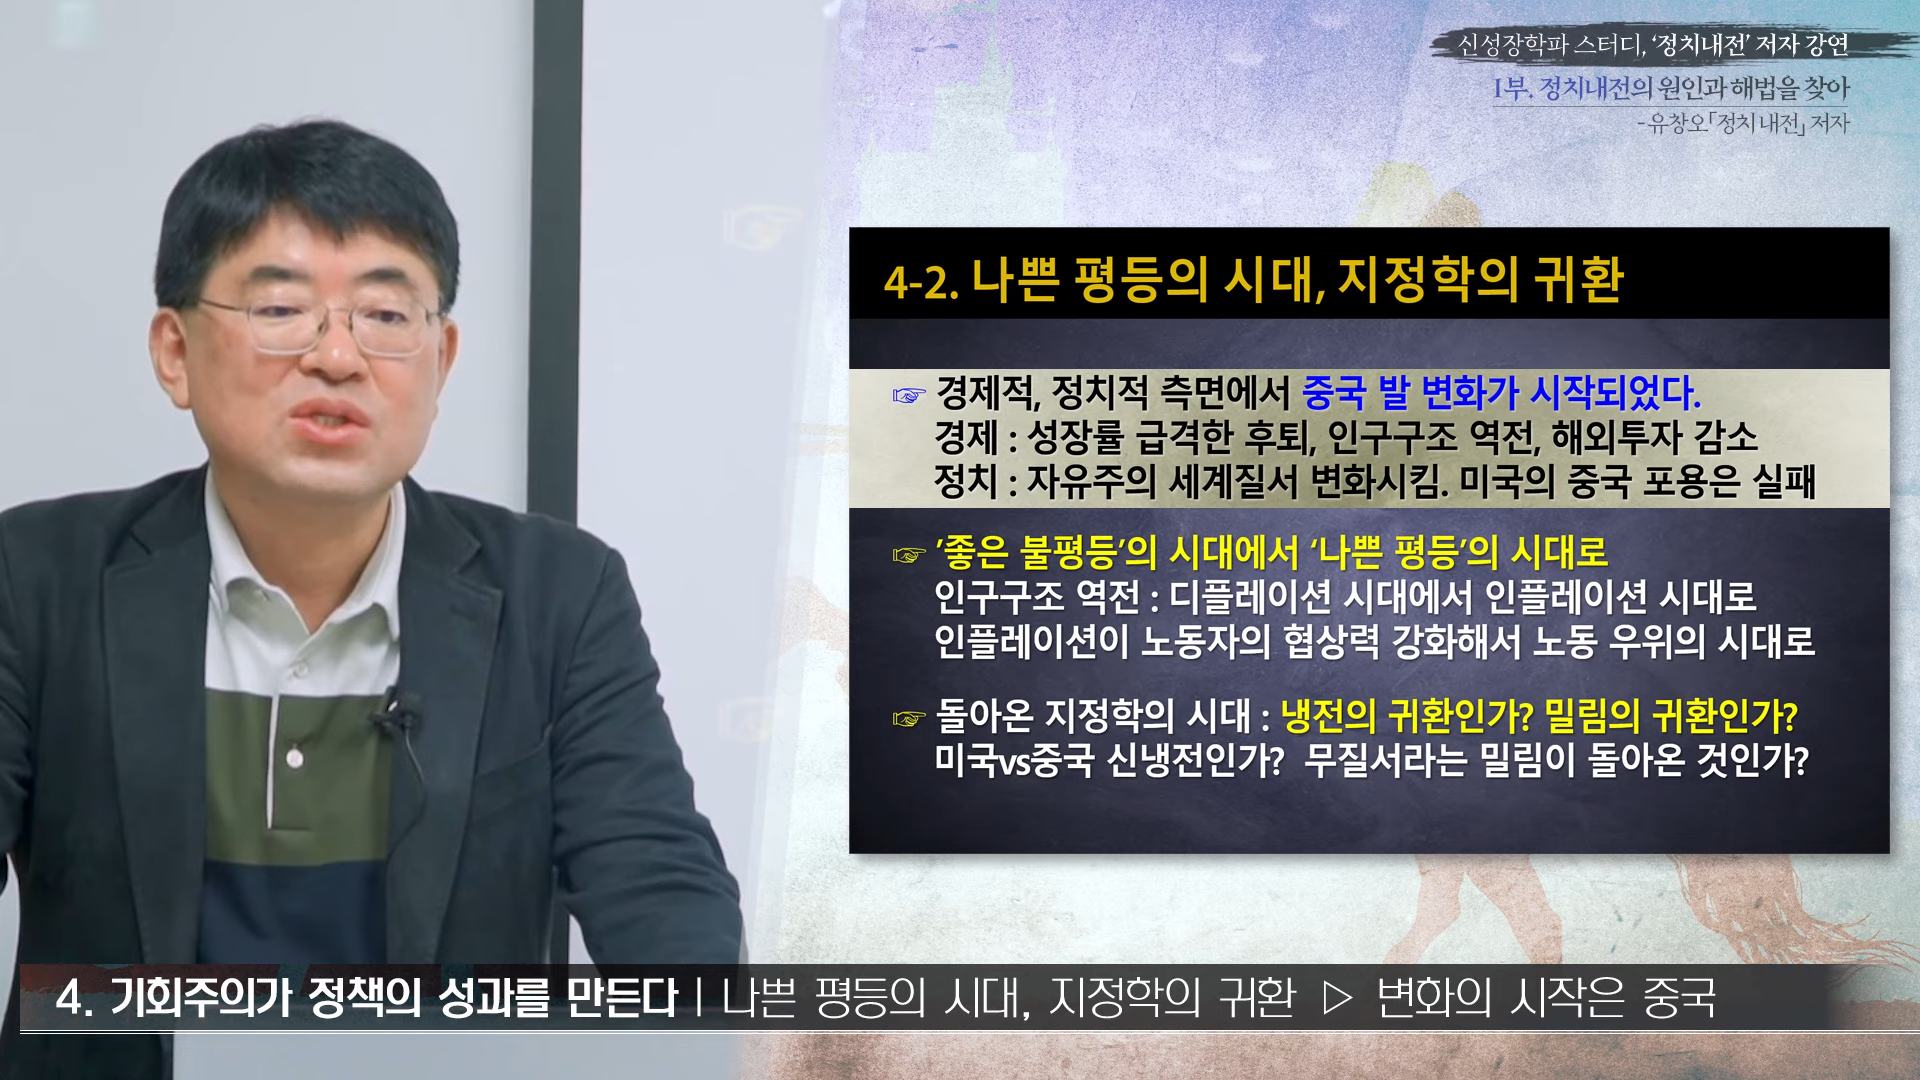 신성장학파 스터디, ‘정치내전’ 저자 강연
1부. 정치내전의 원인과 해법을 찾아
-유창오「정치 내전」 저자
4-2. 나쁜 평등의 시대, 지정학의 귀환
☞ 경제적, 정치적 측면에서 중국 발 변화가 시작되었다.
경제 : 성장률 급격한 후퇴, 인구구조 역전, 해외투자 감소
정치 : 자유주의 세계질서 변화시킴. 미국의 중국 포용은 실패
☞ ’좋은 불평등’의 시대에서 ‘나쁜 평등’의 시대로
인구구조 역전 : 디플레이션 시대에서 인플레이션 시대로
인플레이션이 노동자의 협상력 강화해서 노동 우위의 시대로
☞ 돌아온 지정학의 시대 : 냉전의 귀환인가? 밀림의 귀환인가?
미국vs중국 신냉전인가? 무질서라는 밀림이 돌아온 것인가?
4. 기회주의가 정책의 성과를 만든다 | 나쁜 평등의 시대, 지정학의 귀환 ▷ 변화의 시작은 중국